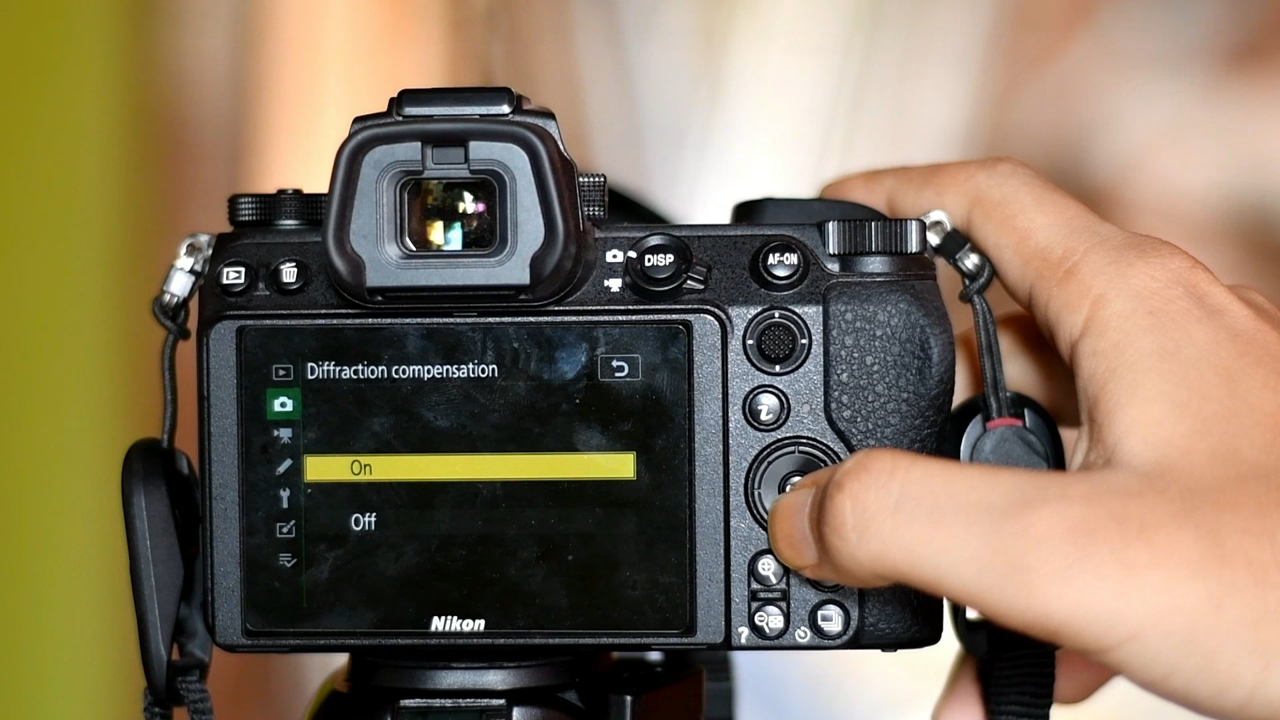 DISP
AF-ON
Diffraction compensation
i
On
Off
Nikon
?